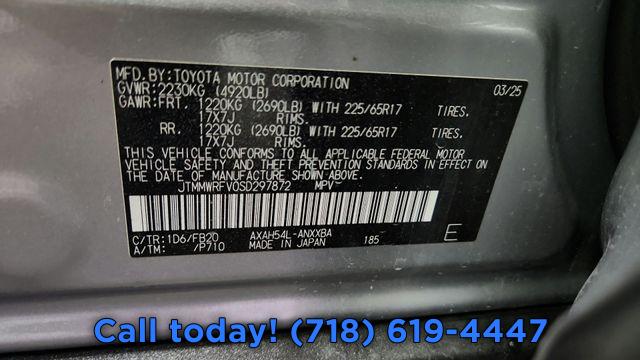 MFD.BY:TOYOTA MOTOR CORPORATION 03/25
GVWR:2230KG (4920LB)
GAWR:FRT. 1220KG (2690LB) WITH 225/65R17 TIRES.
17X7J RIMS.
RR. 1220KG (2690LB) WITH 225/65R17 TIRES.
17X7J RIMS.
THIS VEHICLE CONFORMS TO ALL APPLICABLE FEDERAL MOTOR
VEHICLE SAFETY AND THEFT PREVENTION STANDARDS IN EFFECT
ON THE DATE OF MANUFACTURE SHOWN ABOVE.
JTMMWRFV0SD297872 MPV
C/TR:1D6/FB20 AXAH54L-ANXXBA 185 E
A/TM: /P710 MADE IN JAPAN
Call today! (718) 619-4447